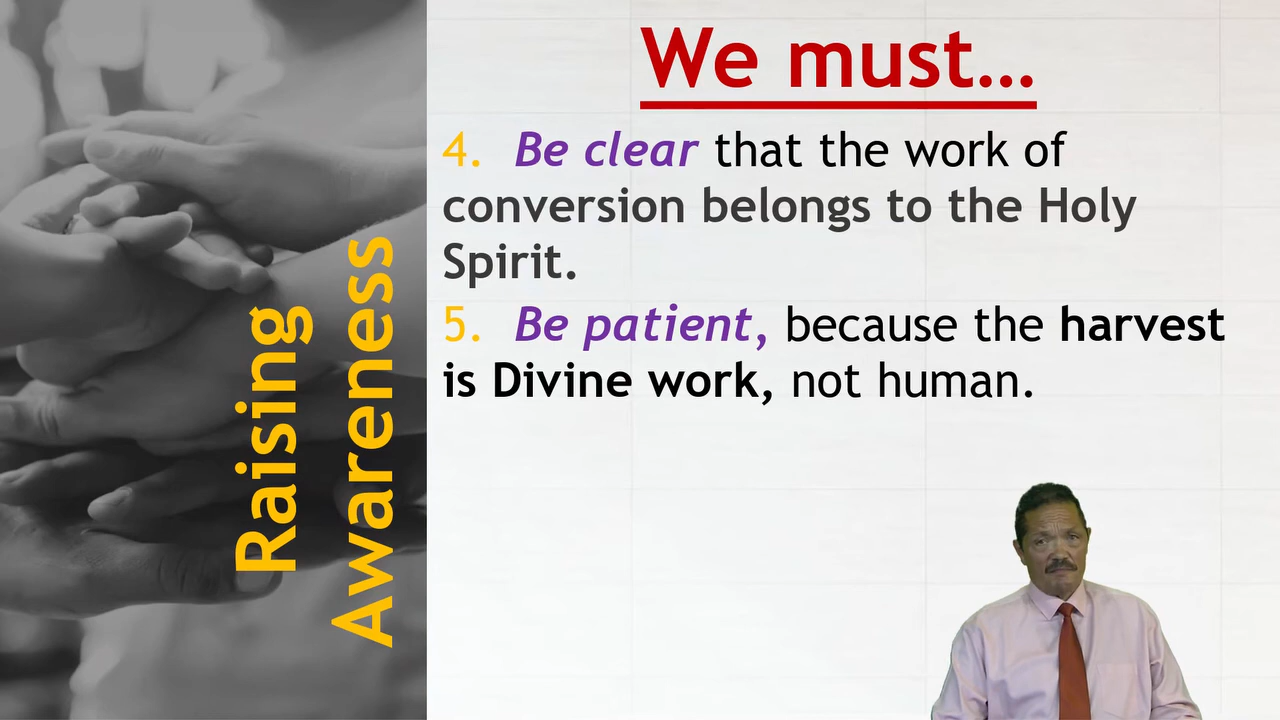 Raising
Awareness
We must...
4. Be clear that the work of
conversion belongs to the Holy
Spirit.
5. Be patient, because the harvest
is Divine work, not human.